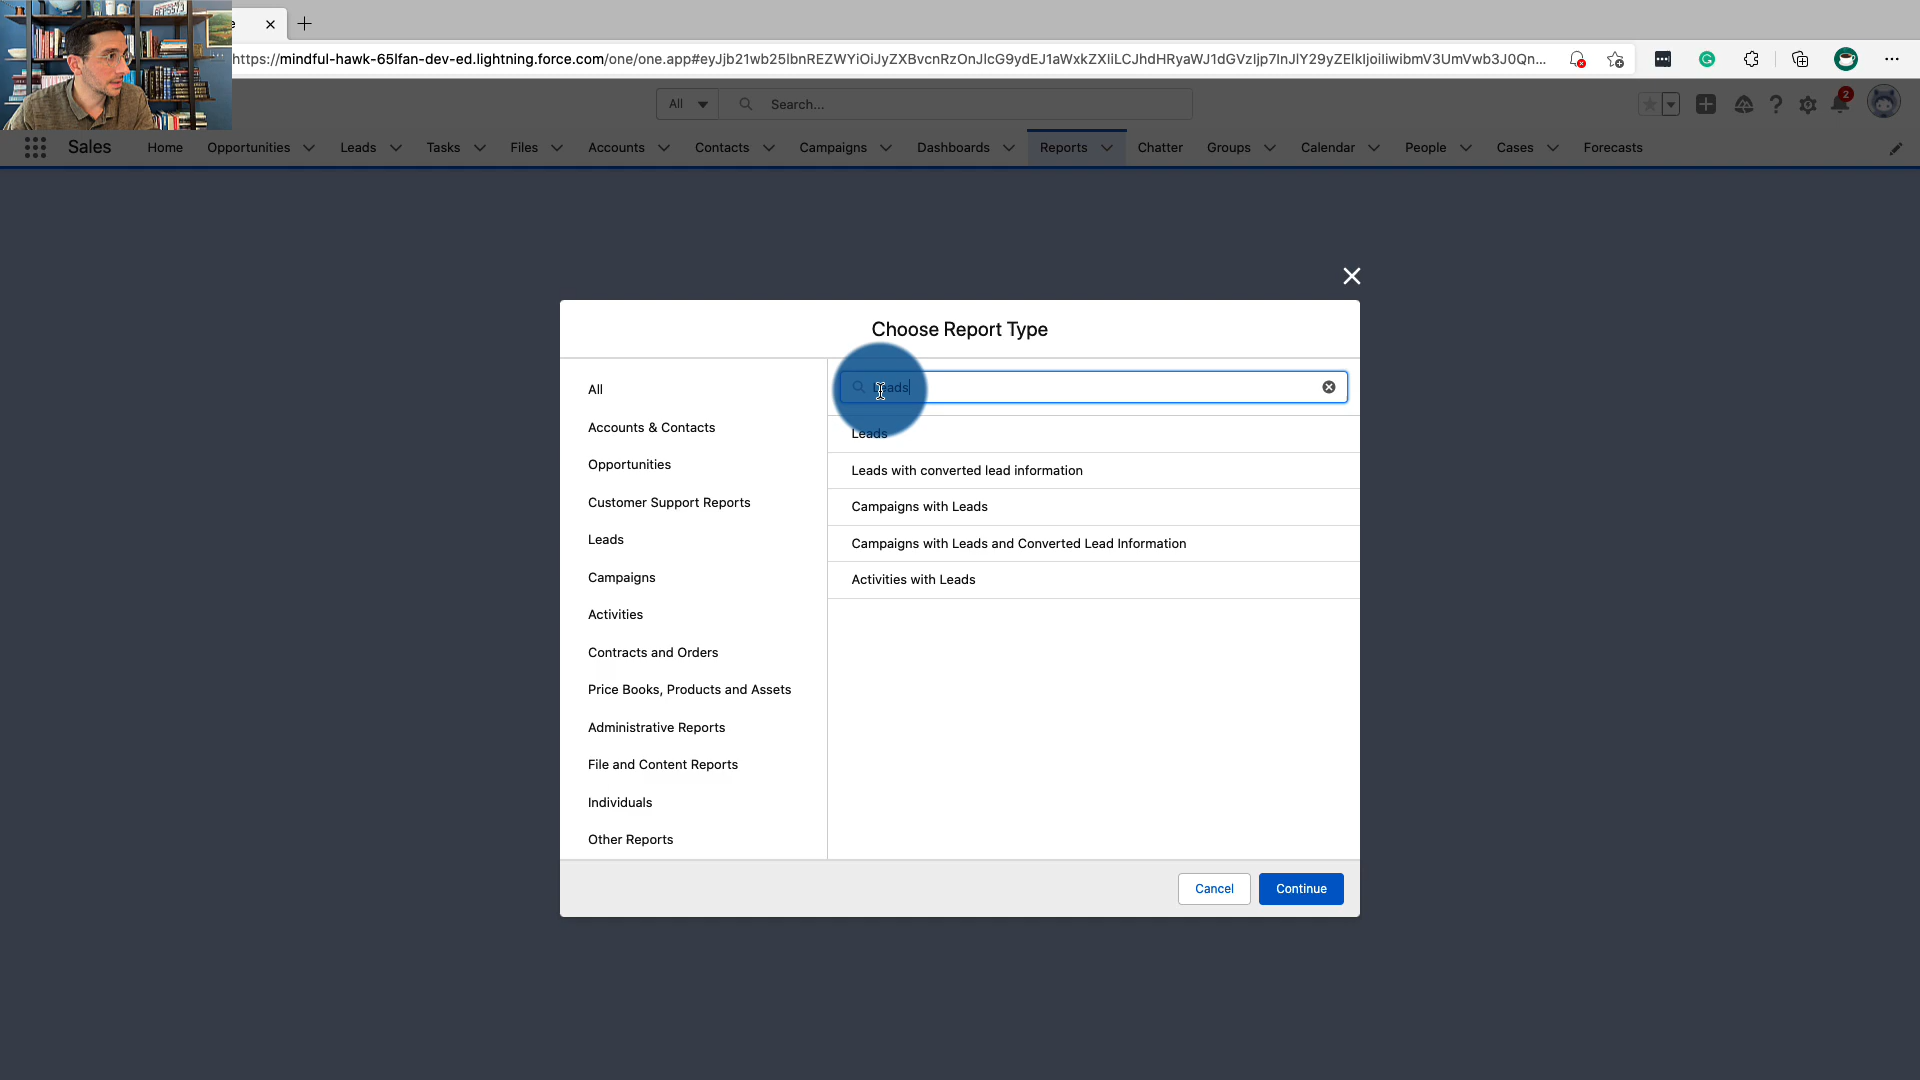 https://mindful-hawk-65lfan-dev-ed.lightning.force.com/one/one.app#eyJjb21wb25lbnREZWYiOiJyZXBvcnRzOnJlcG9ydEJ1aWxkZXIiLCJhdHRyaWJ1dGVzIjp7InJlY29yZElkIjoiIiwibmV3UmVwb3J0Qn...
All
Search...
2
Sales
Home
Opportunities
Leads
Tasks
Files
Accounts
Contacts
Campaigns
Dashboards
Reports
Chatter
Groups
Calendar
People
Cases
Forecasts
Choose Report Type
All
Accounts & Contacts
Opportunities
Customer Support Reports
Leads
Campaigns
Activities
Contracts and Orders
Price Books, Products and Assets
Administrative Reports
File and Content Reports
Individuals
Other Reports
Leads
Leads
Leads with converted lead information
Campaigns with Leads
Campaigns with Leads and Converted Lead Information
Activities with Leads
Cancel
Continue